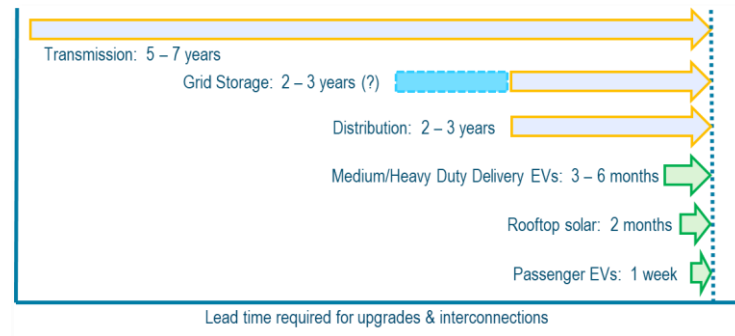 Transmission: 5 – 7 years
Grid Storage: 2 – 3 years (?)
Distribution: 2 – 3 years
Medium/Heavy Duty Delivery EVs: 3 – 6 months
Rooftop solar: 2 months
Passenger EVs: 1 week
Lead time required for upgrades & interconnections